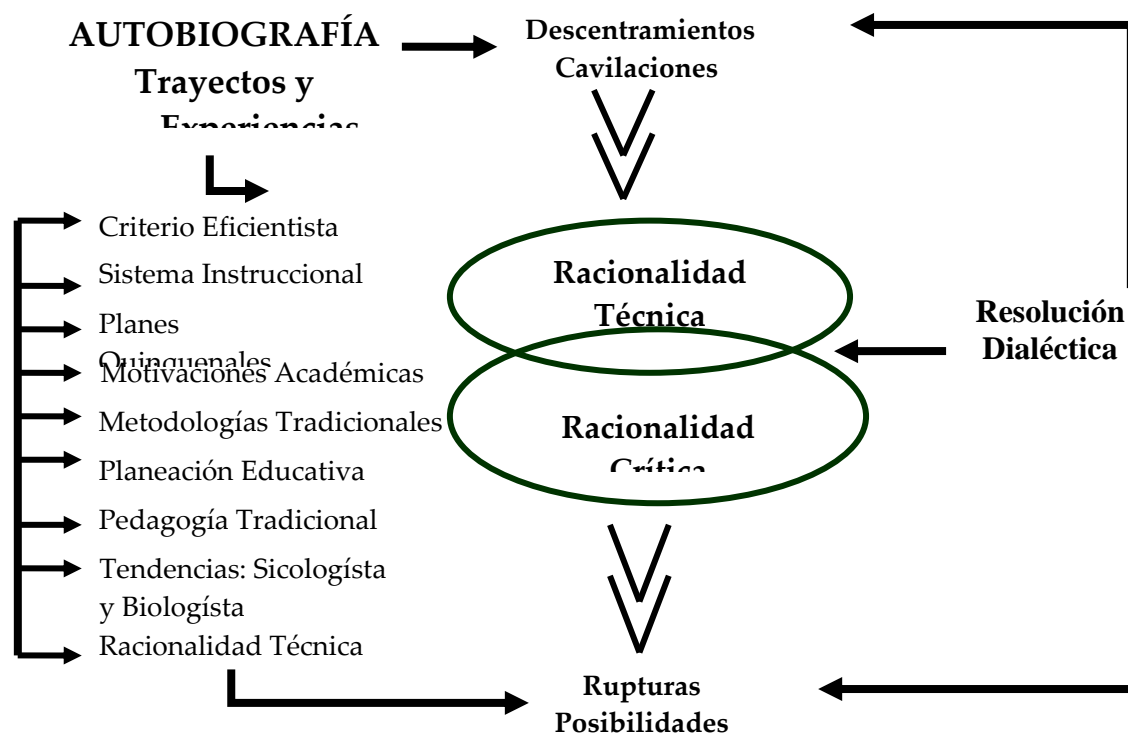 AUTOBIOGRAFÍA
Trayectos y
Experiencias
Descentramientos
Cavilaciones
Criterio Eficientista
Sistema Instruccional
Planes
Quinquenales
Motivaciones Académicas
Metodologías Tradicionales
Planeación Educativa
Pedagogía Tradicional
Tendencias: Sicologísta
y Biologísta
Racionalidad Técnica
Racionalidad
Técnica
Racionalidad
Crítica
Resolución
Dialéctica
Rupturas
Posibilidades